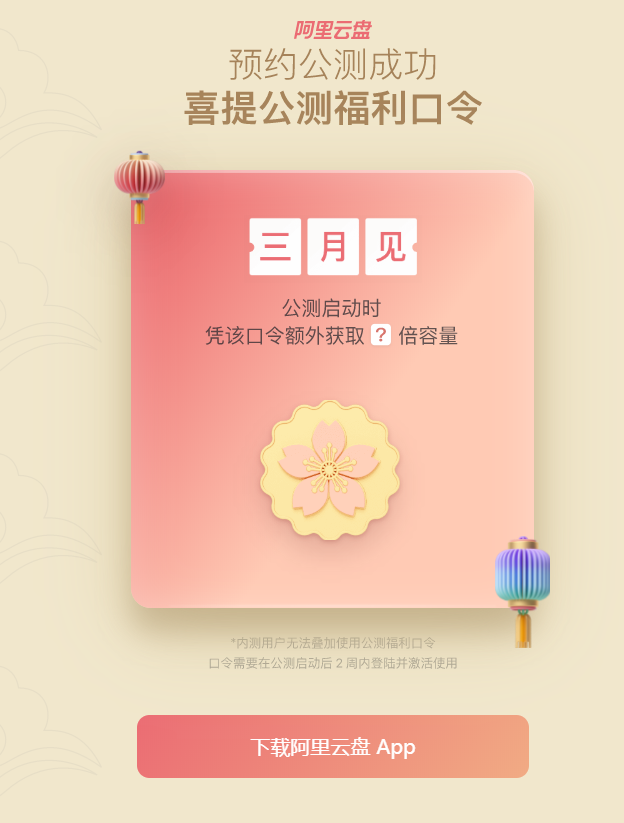 阿里云盘
预约公测成功
喜提公测福利口令
三月见
公测启动时
凭该口令额外获取 ? 倍容量
*内测用户无法叠加使用公测福利口令
口令需要在公测启动后 2 周内登陆并激活使用
下载阿里云盘 App